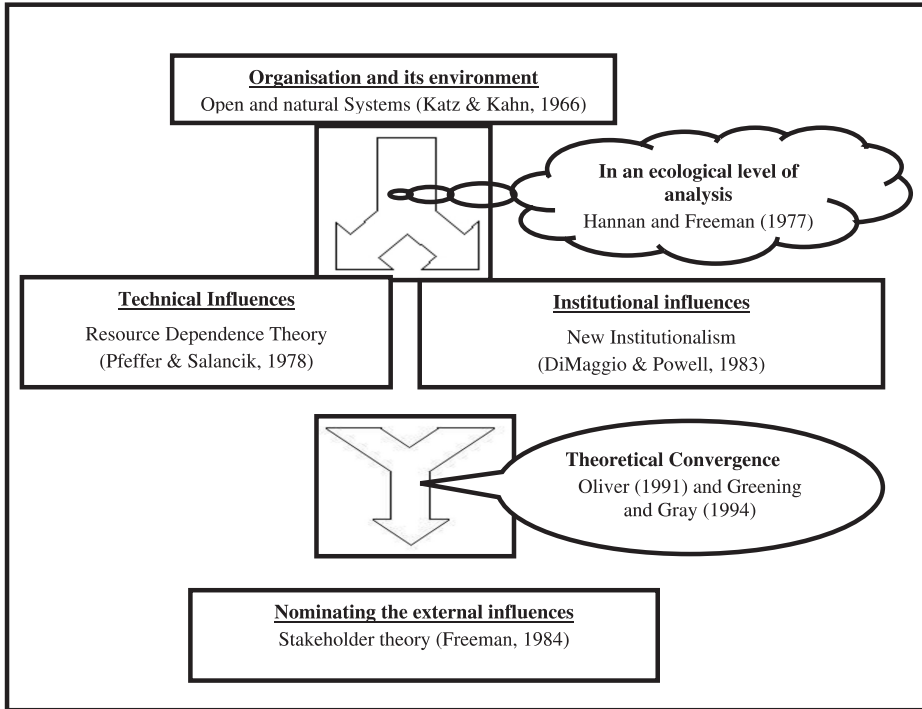 Organisation and its environment
Open and natural Systems (Katz & Kahn, 1966)
In an ecological level of
analysis
Hannan and Freeman (1977)
Technical Influences
Resource Dependence Theory
(Pfeffer & Salancik, 1978)
Institutional influences
New Institutionalism
(DiMaggio & Powell, 1983)
Theoretical Convergence
Oliver (1991) and Greening
and Gray (1994)
Nominating the external influences
Stakeholder theory (Freeman, 1984)